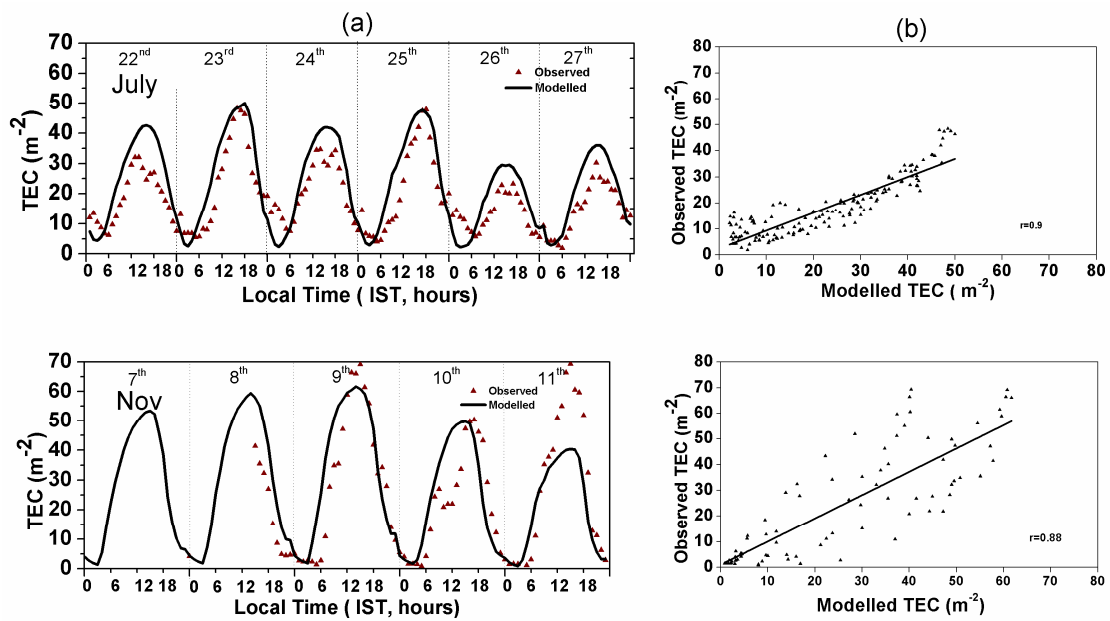 (a)
(b)
22nd 23rd 24th 25th 26th 27th
July
Observed
Modelled
TEC (m-2)
70
60
50
40
30
20
10
0
0 6 12 18 0 6 12 18 0 6 12 18 0 6 12 18 0 6 12 18 0 6 12 18
Local Time ( IST, hours)
Observed TEC (m-2)
80
70
60
50
40
30
20
10
0
r=0.9
0 10 20 30 40 50 60 70 80
Modelled TEC ( m-2)
7th 8th 9th 10th 11th
Nov
Observed
Modelled
TEC (m-2)
70
60
50
40
30
20
10
0
0 6 12 18 0 6 12 18 0 6 12 18 0 6 12 18 0 6 12 18
Local Time ( IST, hours)
Observed TEC (m-2)
80
70
60
50
40
30
20
10
0
r=0.88
0 10 20 30 40 50 60 70 80
Modelled TEC (m-2)